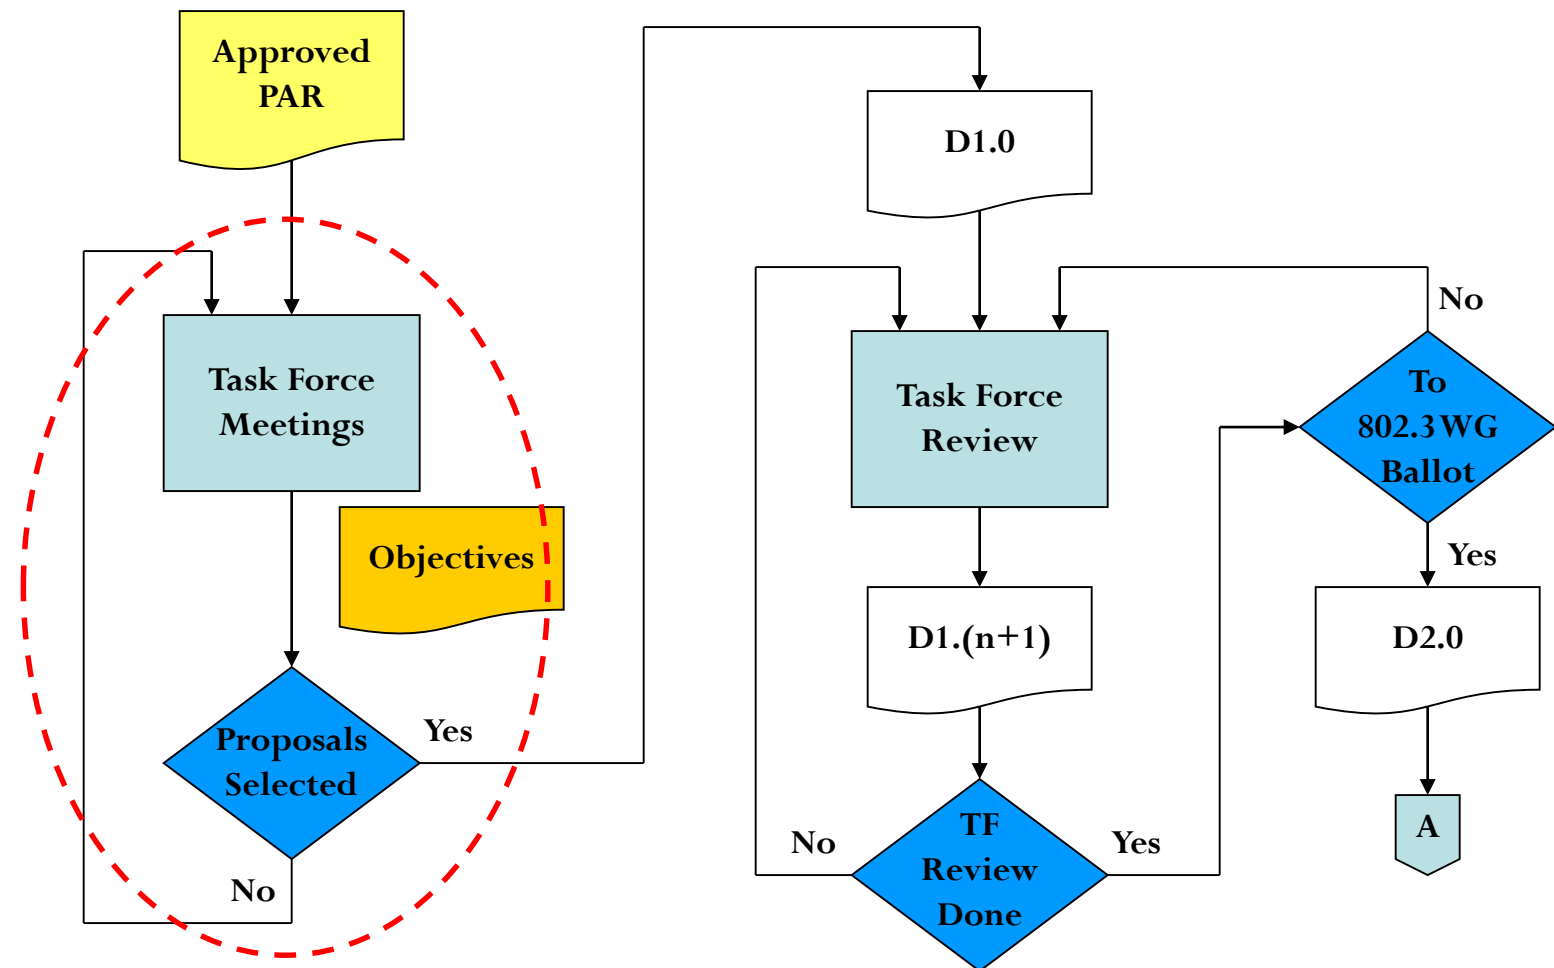 Approved
PAR
Task Force
Meetings
Objectives
Proposals
Selected
Yes
No
D1.0
Task Force
Review
D1.(n+1)
TF
Review
Done
No
Yes
To
802.3 WG
Ballot
No
Yes
D2.0
A